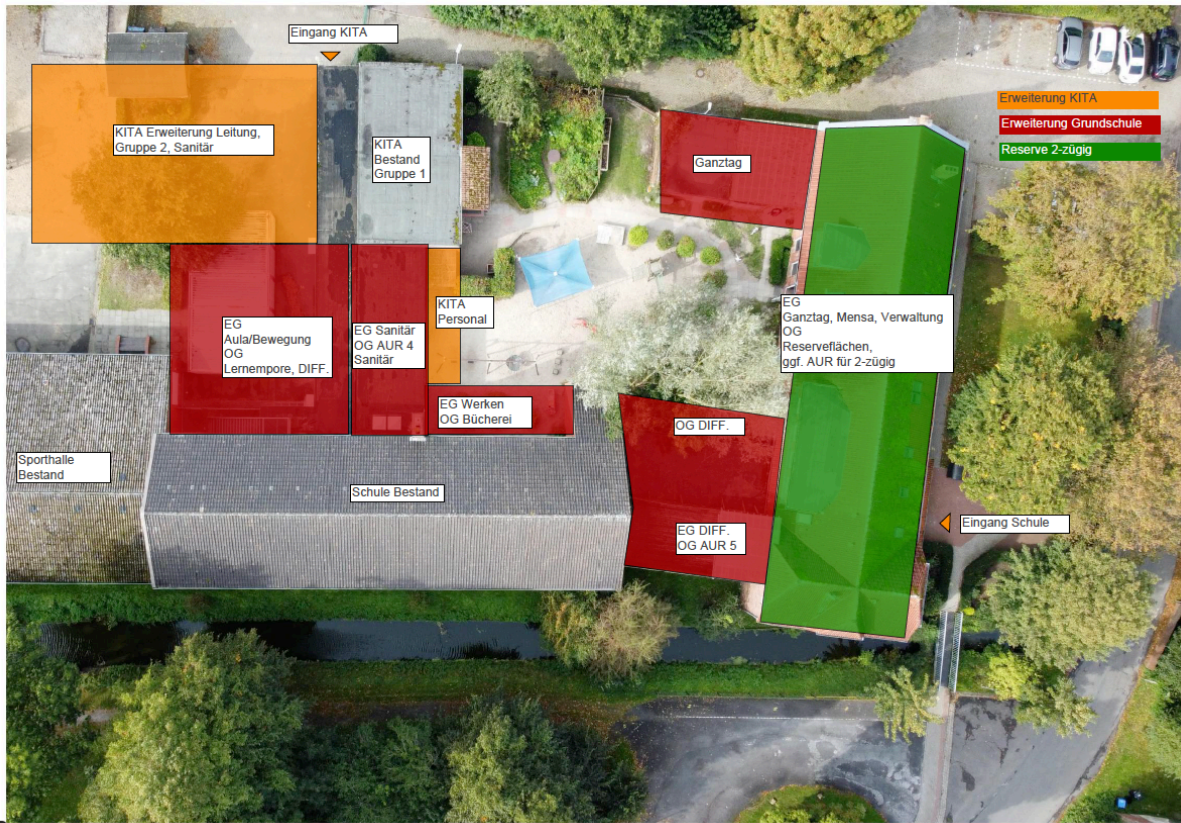 Eingang KITA
Erweiterung KITA
Erweiterung Grundschule
Reserve 2-zügig
KITA Erweiterung Leitung,
Gruppe 2, Sanitär
KITA
Bestand
Gruppe 1
Ganztag
KITA
Personal
EG
Aula/Bewegung
OG
Lernempore, DIFF.
EG Sanitär
OG AUR 4
Sanitär
EG
Ganztag, Mensa, Verwaltung
OG
Reserveflächen,
ggf. AUR für 2-zügig
EG Werken
OG Bücherei
OG DIFF.
Sporthalle
Bestand
Schule Bestand
EG DIFF.
OG AUR 5
Eingang Schule